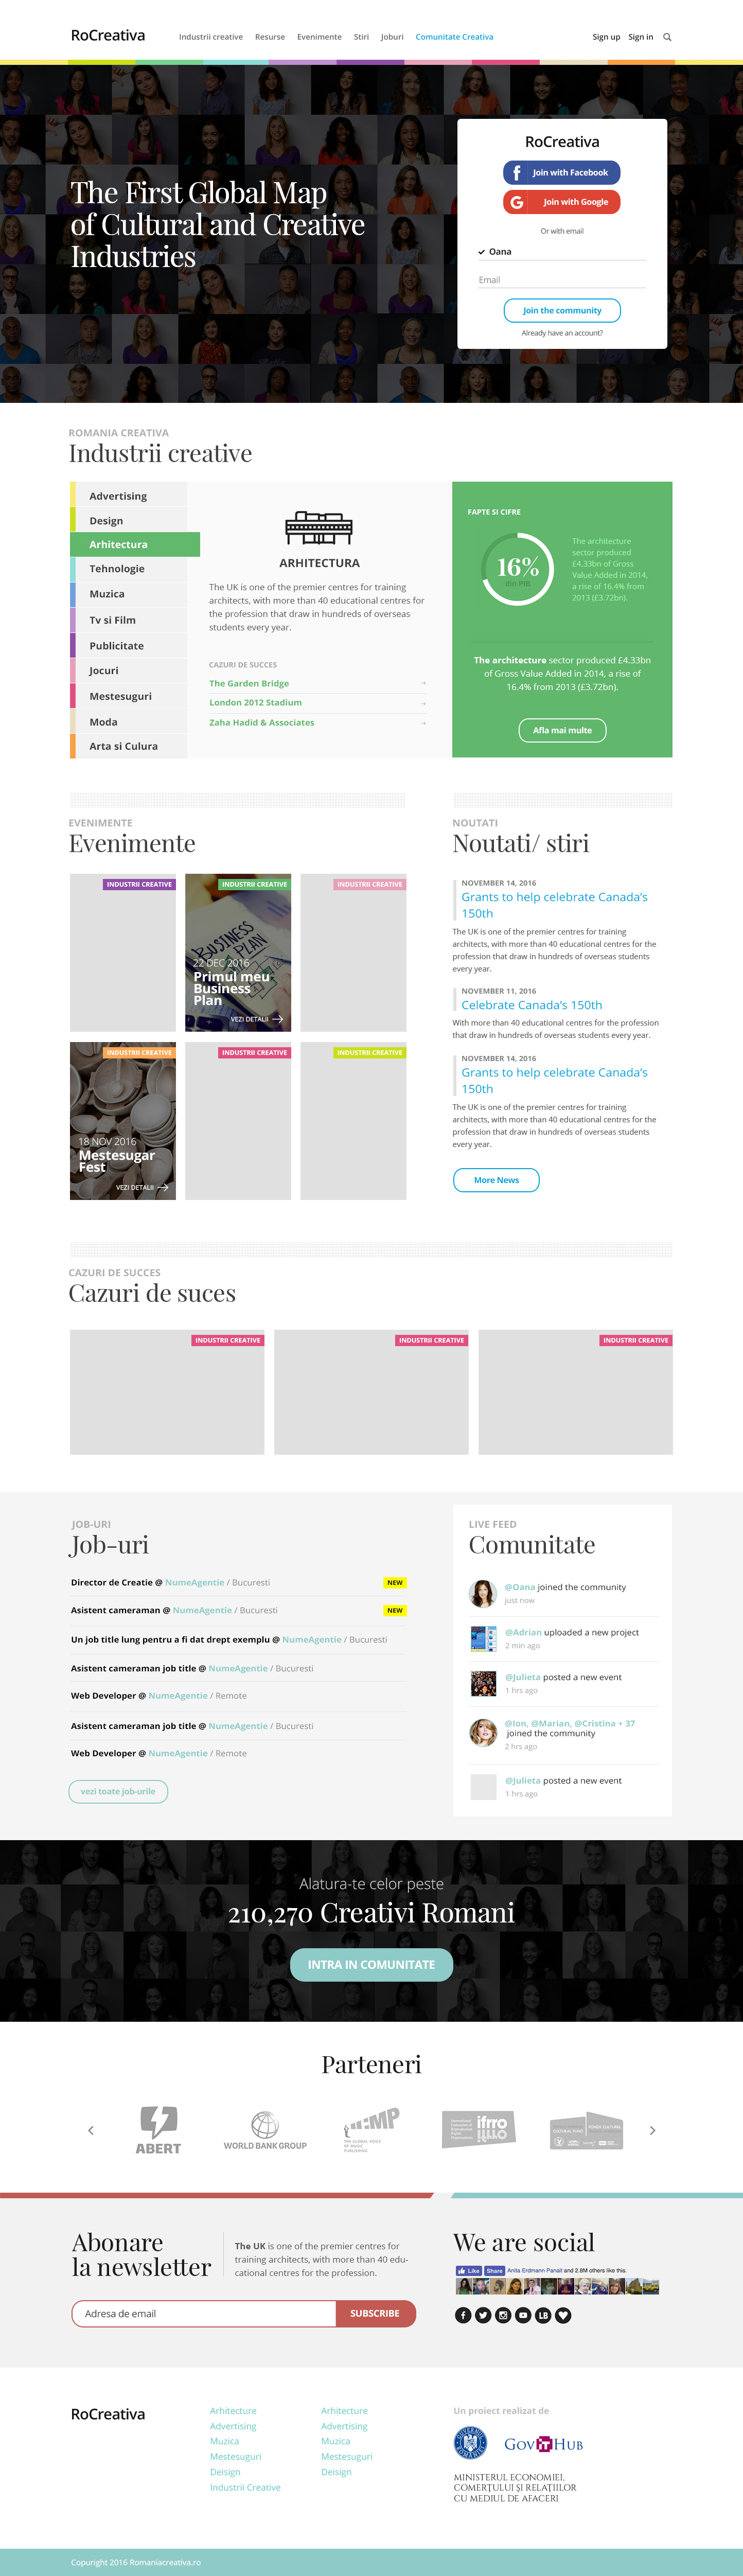 RoCreativa
Industrii creative
Resurse
Evenimente
Stiri
Joburi
Comunitate Creativa
Sign up
Sign in
The First Global Map
of Cultural and Creative
Industries
RoCreativa
Join with Facebook
Join with Google
Or with email
Oana
Email
Join the community
Already have an account?
ROMANIA CREATIVA
Industrii creative
Advertising
Design
Arhitectura
Tehnologie
Muzica
Tv si Film
Publicitate
Jocuri
Mestesuguri
Moda
Arta si Culura
ARHITECTURA
The UK is one of the premier centres for training
architects, with more than 40 educational centres for
the profession that draw in hundreds of overseas
students every year.
CAZURI DE SUCCES
The Garden Bridge
London 2012 Stadium
Zaha Hadid & Associates
FAPTE SI CIFRE
16%
din PIB
The architecture
sector produced
£4.33bn of Gross
Value Added in 2014,
a rise of 16.4% from
2013 (£3.72bn).
The architecture sector produced £4.33bn
of Gross Value Added in 2014, a rise of
16.4% from 2013 (£3.72bn).
Afla mai multe
EVENIMENTE
Evenimente
INDUSTRII CREATIVE
INDUSTRII CREATIVE
INDUSTRII CREATIVE
BUSINESS
PLAN
22 DEC 2016
Primul meu
Business
Plan
VEZI DETALII
INDUSTRII CREATIVE
INDUSTRII CREATIVE
INDUSTRII CREATIVE
18 NOV 2016
Mestesugar
Fest
VEZI DETALII
NOUTATI
Noutati/ stiri
NOVEMBER 14, 2016
Grants to help celebrate Canada’s
150th
The UK is one of the premier centres for training
architects, with more than 40 educational centres for the
profession that draw in hundreds of overseas students
every year.
NOVEMBER 11, 2016
Celebrate Canada’s 150th
With more than 40 educational centres for the profession
that draw in hundreds of overseas students every year.
NOVEMBER 14, 2016
Grants to help celebrate Canada’s
150th
The UK is one of the premier centres for training
architects, with more than 40 educational centres for the
profession that draw in hundreds of overseas students
every year.
More News
CAZURI DE SUCCES
Cazuri de suces
INDUSTRII CREATIVE
INDUSTRII CREATIVE
INDUSTRII CREATIVE
JOB-URI
Job-uri
Director de Creatie @ NumeAgentie / Bucuresti NEW
Asistent cameraman @ NumeAgentie / Bucuresti NEW
Un job title lung pentru a fi dat drept exemplu @ NumeAgentie / Bucuresti
Asistent cameraman job title @ NumeAgentie / Bucuresti
Web Developer @ NumeAgentie / Remote
Asistent cameraman job title @ NumeAgentie / Bucuresti
Web Developer @ NumeAgentie / Remote
vezi toate job-urile
LIVE FEED
Comunitate
@Oana joined the community
just now
@Adrian uploaded a new project
2 min ago
@Julieta posted a new event
1 hrs ago
@Ion, @Marian, @Cristina + 37
joined the community
2 hrs ago
@Julieta posted a new event
1 hrs ago
Alatura-te celor peste
210,270 Creativi Romani
INTRA IN COMUNITATE
Parteneri
ABERT
WORLD BANK GROUP
THE GLOBAL VOICE
OF MUSIC
PUBLISHING
ifrro
Abonare
la newsletter
The UK is one of the premier centres for
training architects, with more than 40 edu-
cational centres for the profession.
Adresa de email
SUBSCRIBE
We are social
Like
Share
Anita Erdmann Panait and 2.8M others like this.
LB
RoCreativa
Arhitecture
Advertising
Muzica
Mestesuguri
Deisign
Industrii Creative
Arhitecture
Advertising
Muzica
Mestesuguri
Deisign
Un proiect realizat de
GOV IT HUB
MINISTERUL ECONOMIEI,
COMERŢULUI ŞI RELAŢIILOR
CU MEDIUL DE AFACERI
Copuright 2016 Romaniacreativa.ro